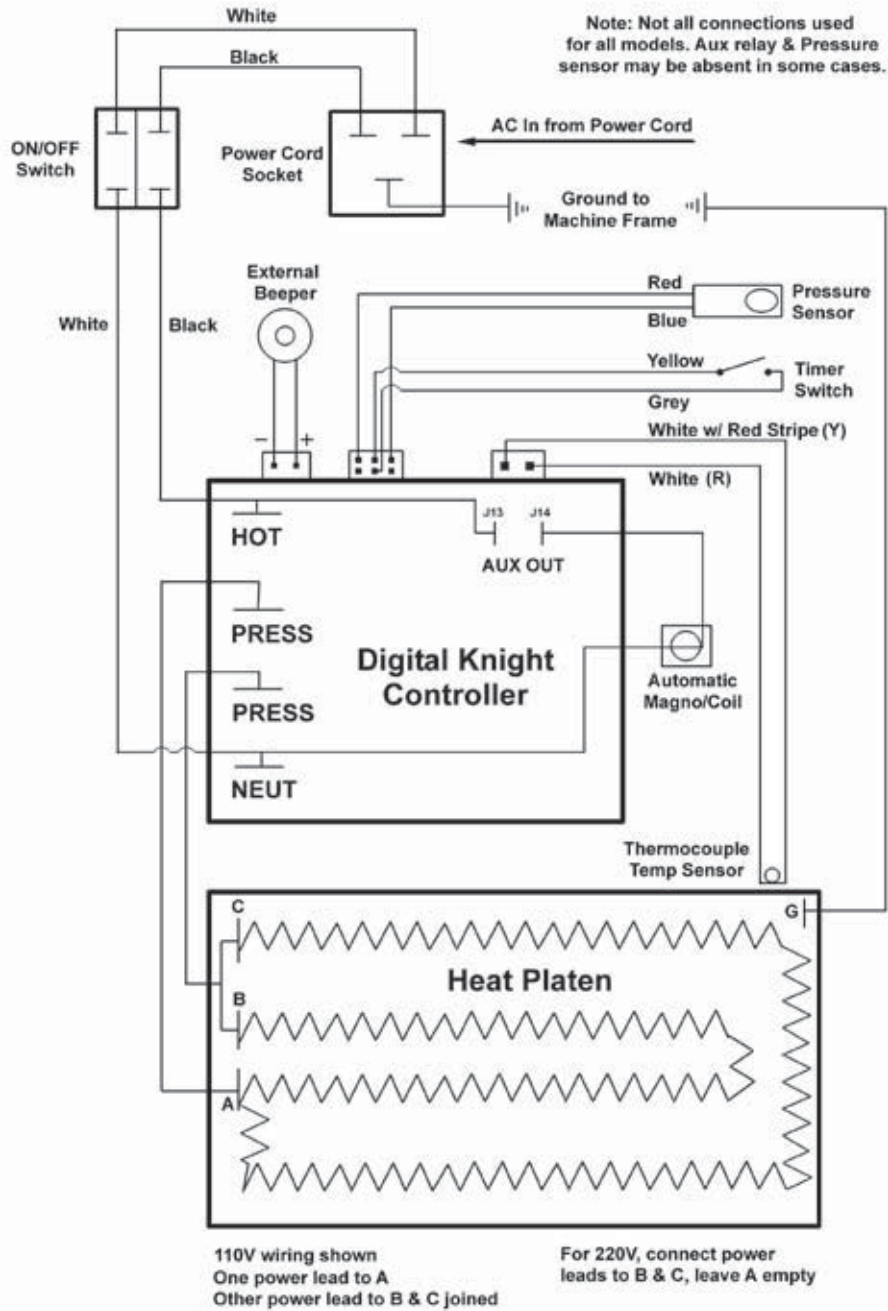 White
Note: Not all connections used
for all models. Aux relay & Pressure
sensor may be absent in some cases.
Black
ON/OFF
Switch
Power Cord
Socket
AC In from Power Cord
Ground to
Machine Frame
External
Beeper
Red
Blue
Pressure
Sensor
White
Black
Yellow
Grey
Timer
Switch
White w/ Red Stripe (Y)
White (R)
– +
HOT
J13 J14
AUX OUT
PRESS
Digital Knight
Controller
PRESS
Automatic
Magno/Coil
NEUT
Thermocouple
Temp Sensor
C
G
Heat Platen
B
A
110V wiring shown
One power lead to A
Other power lead to B & C joined
For 220V, connect power
leads to B & C, leave A empty